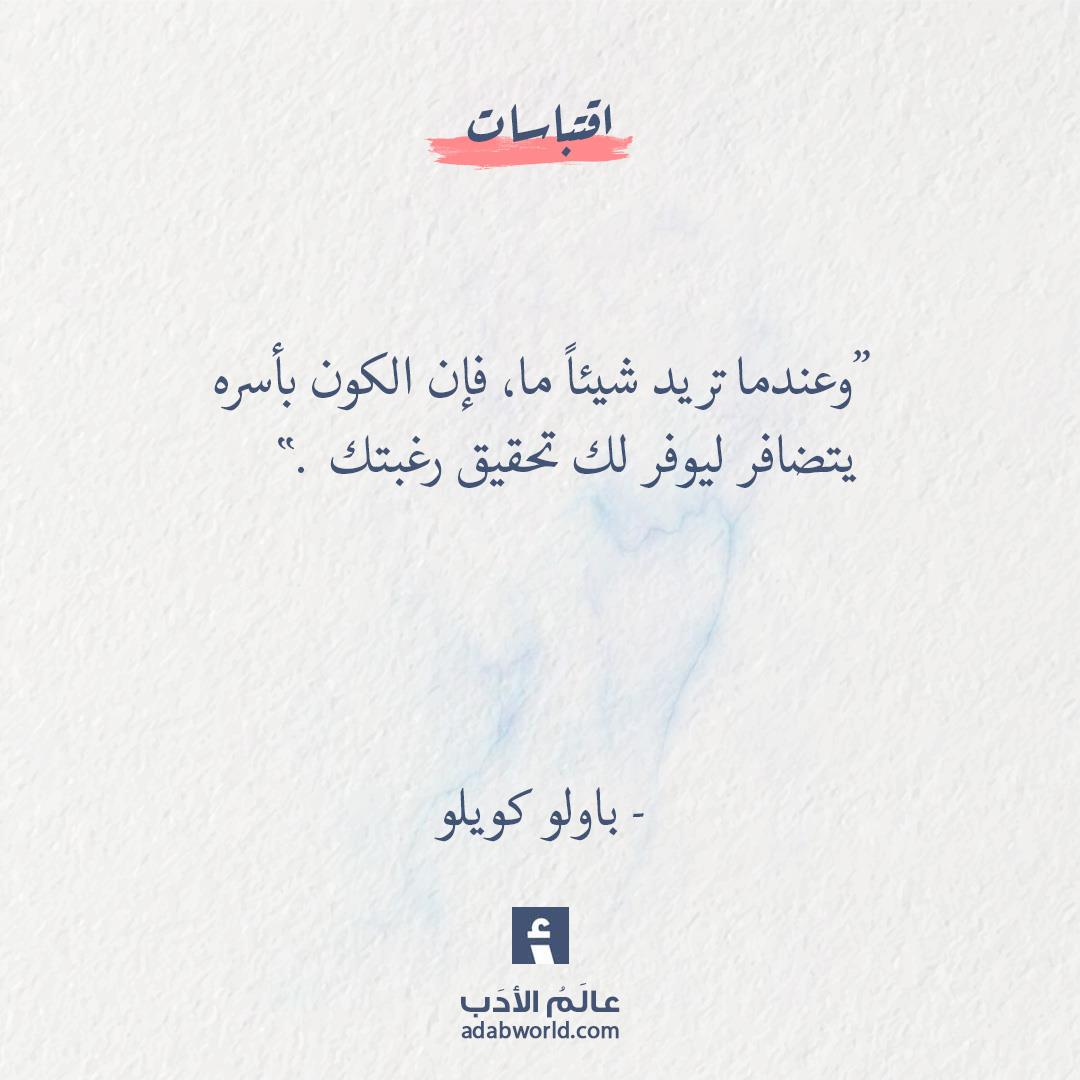 اقتباسات
”وعندما تريد شيئاً ما، فإن الكون بأسره
يتضافر ليوفر لك تحقيق رغبتك .“
- باولو كويلو
أ
عالَمُ الأدَب
adabworld.com